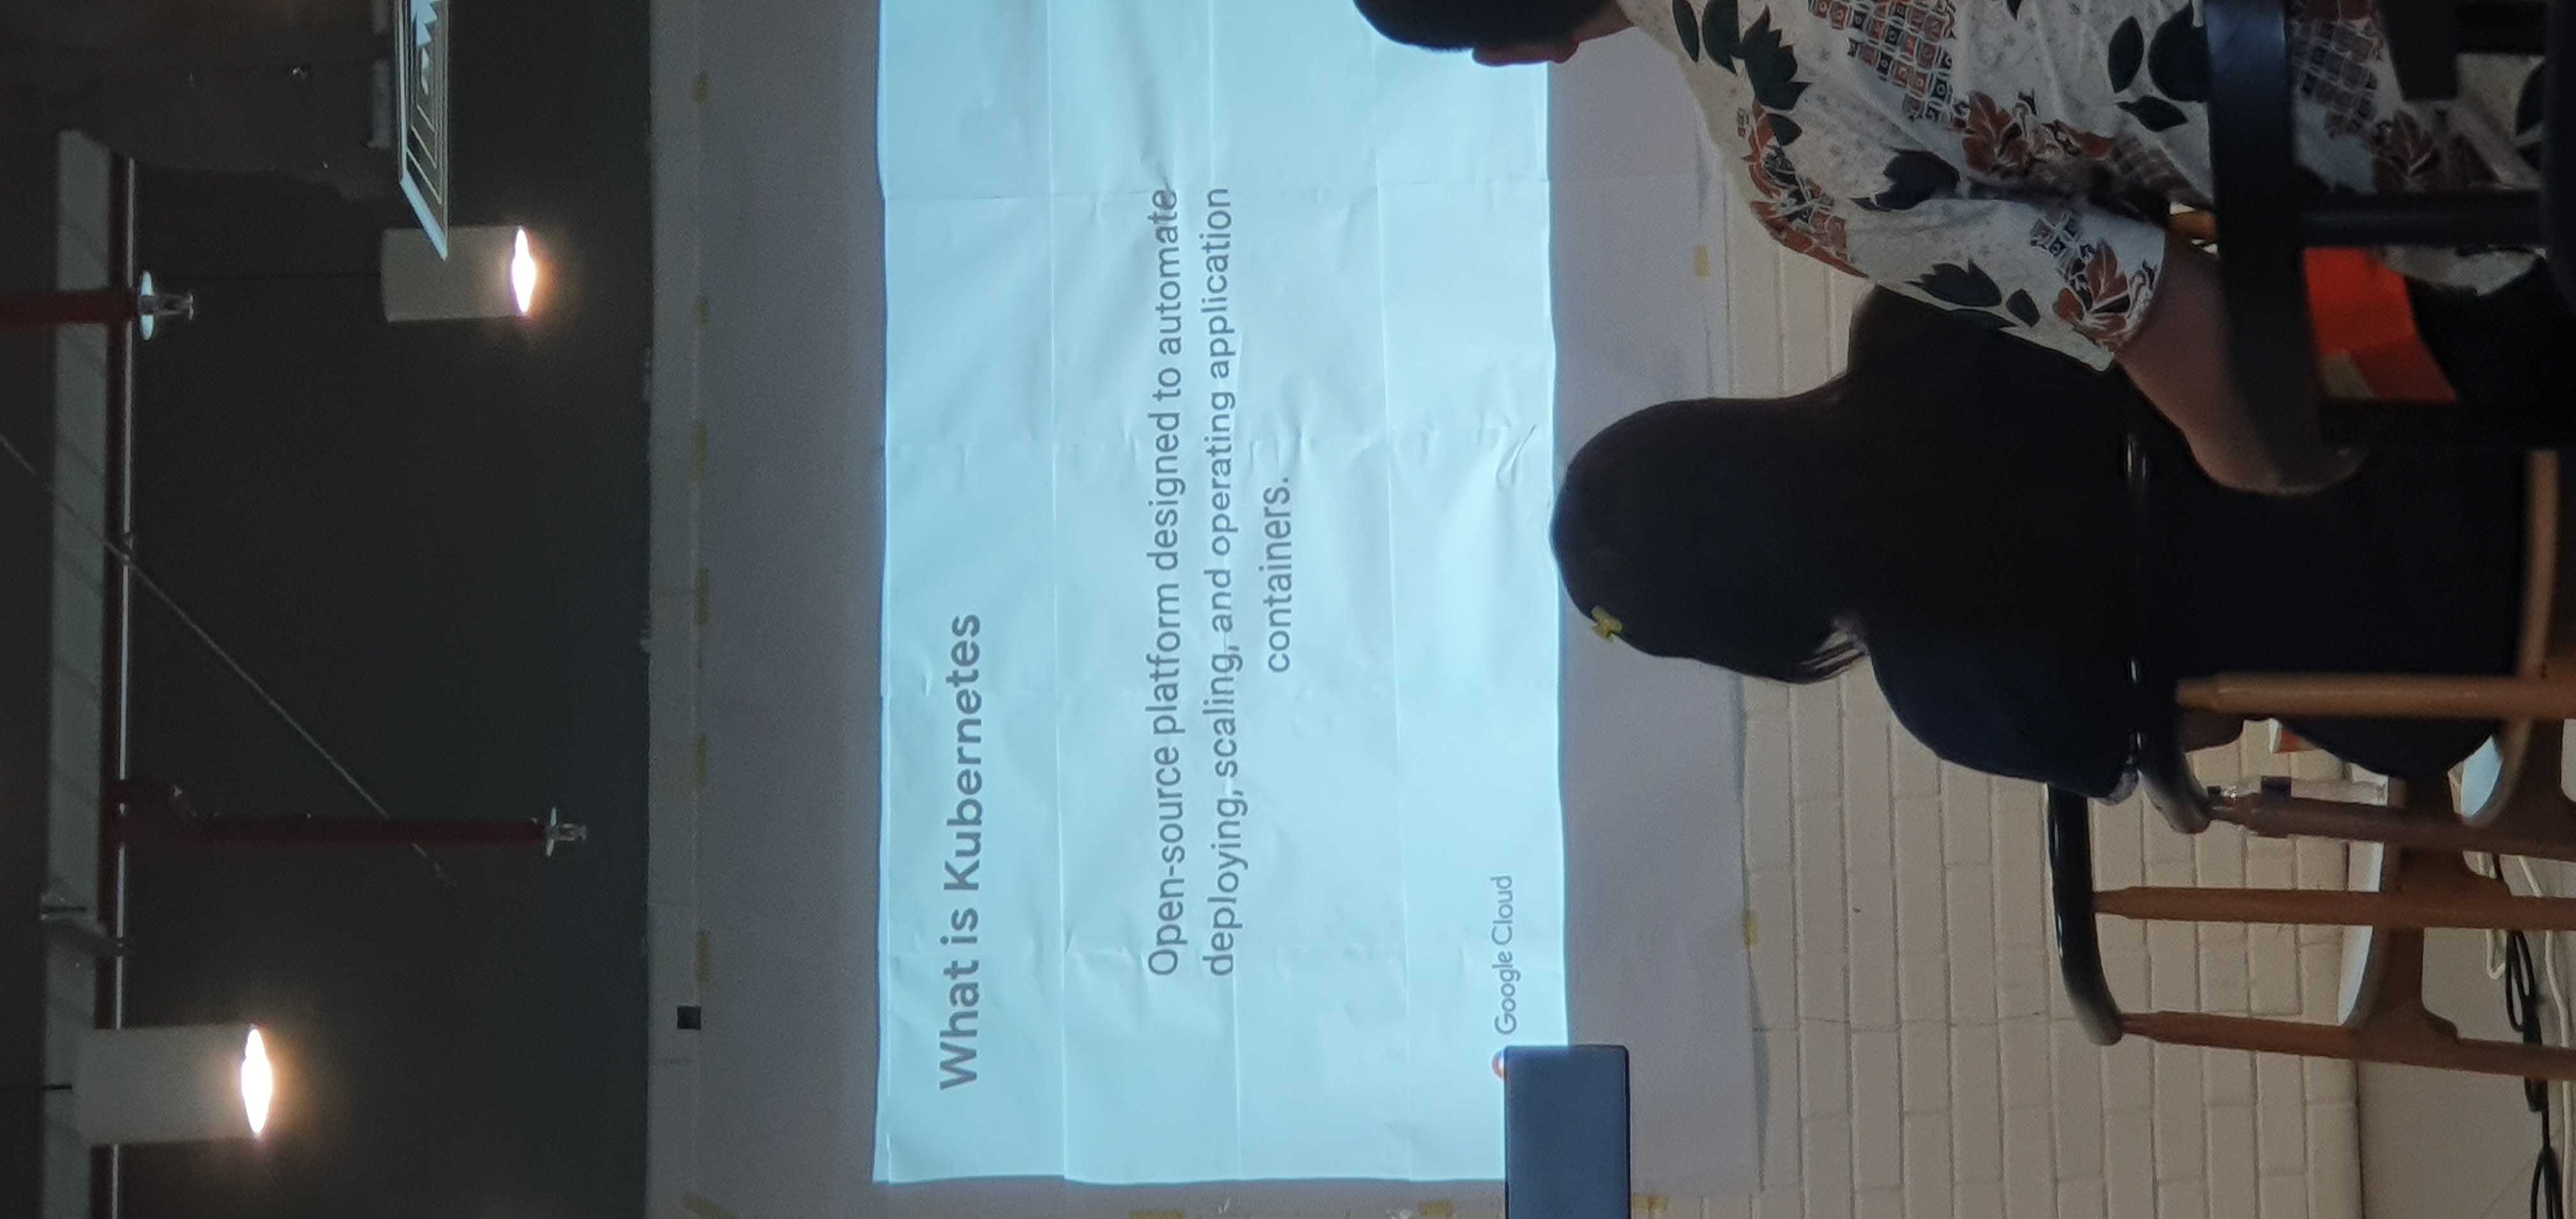 What is Kubernetes
Open-source platform designed to automate
deploying, scaling, and operating application
containers.
Google Cloud